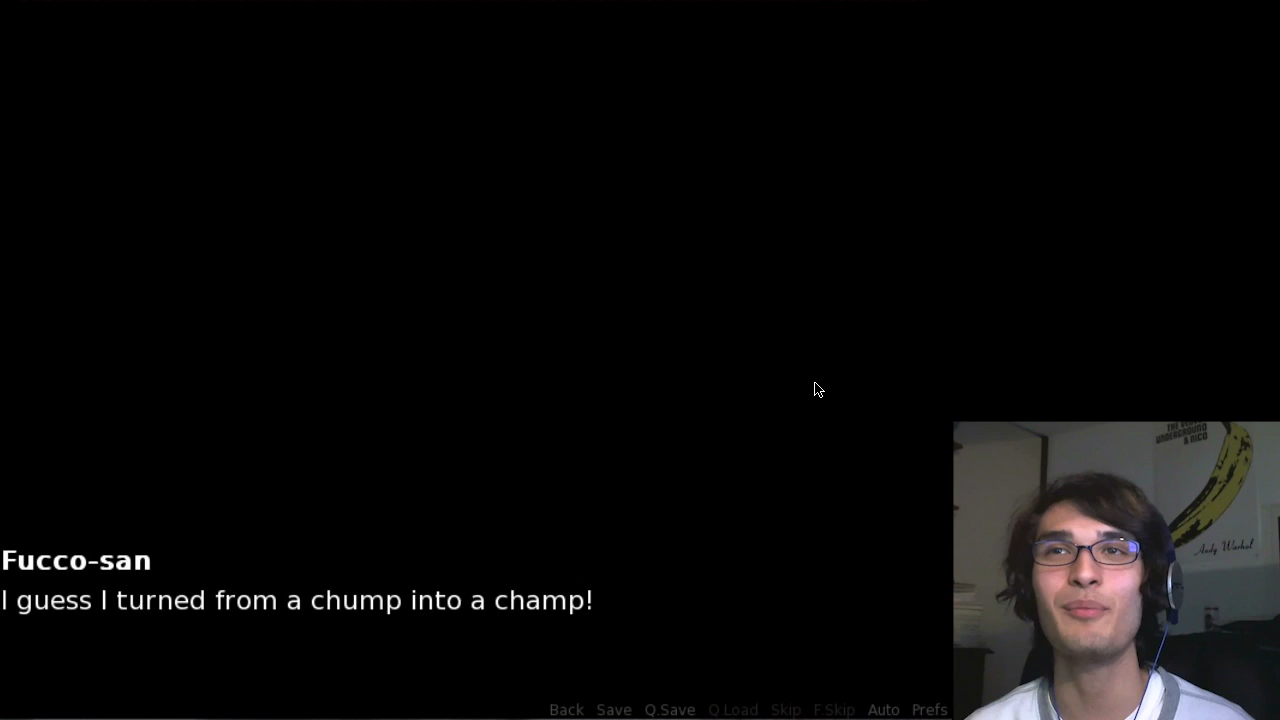 THE VELVET
UNDERGROUND
& NICO
Andy Warhol
Fucco-san
I guess I turned from a chump into a champ!
Back Save Q.Save Q.Load Skip F.Skip Auto Prefs